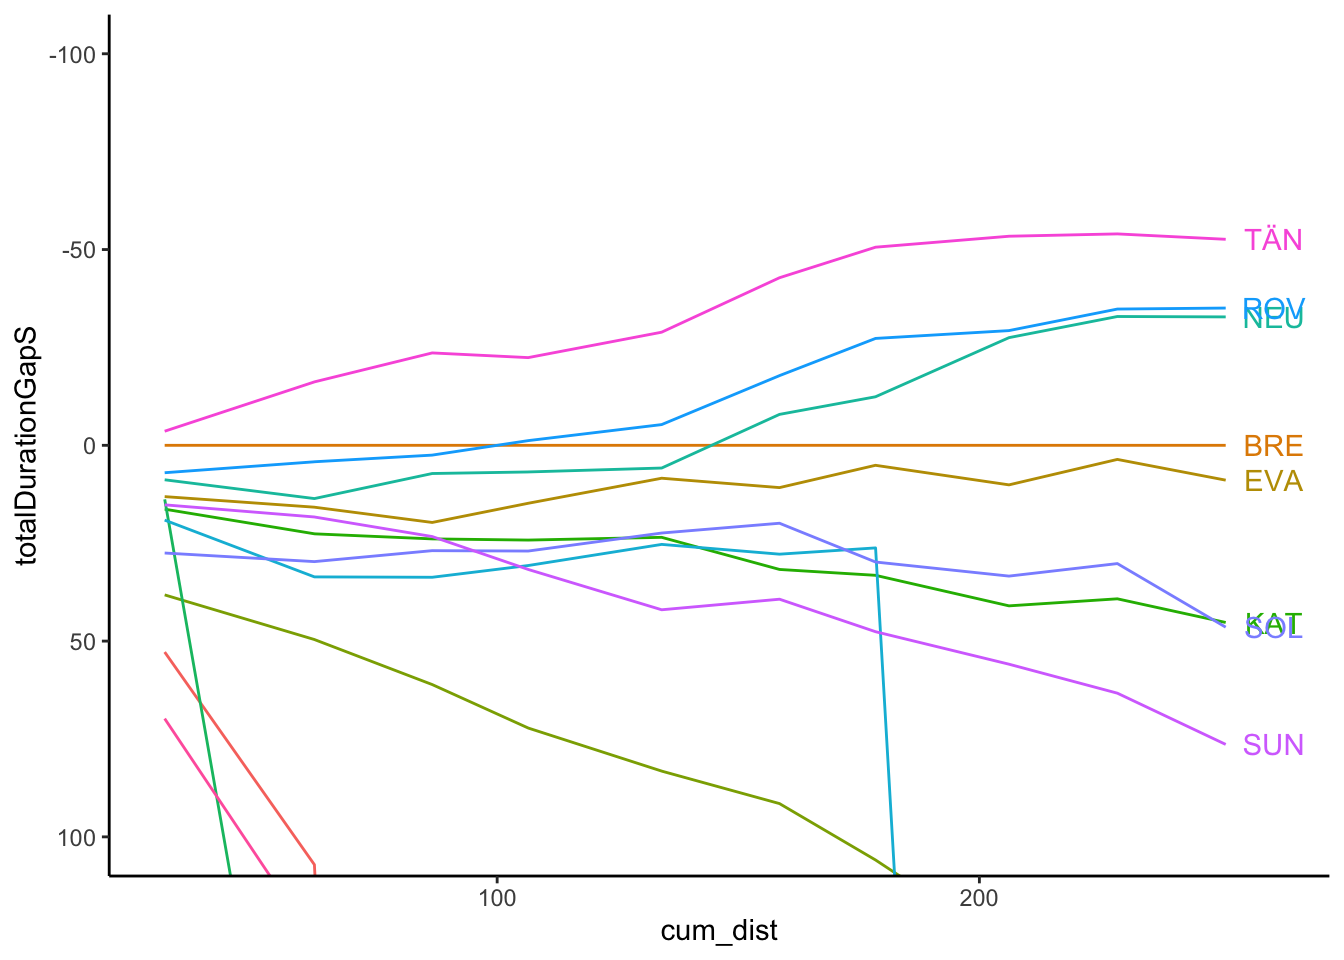 -100
-50
0
50
100
totalDurationGapS
TÄN
ROV
NEU
BRE
EVA
KAT
SOL
SUN
100
200
cum_dist